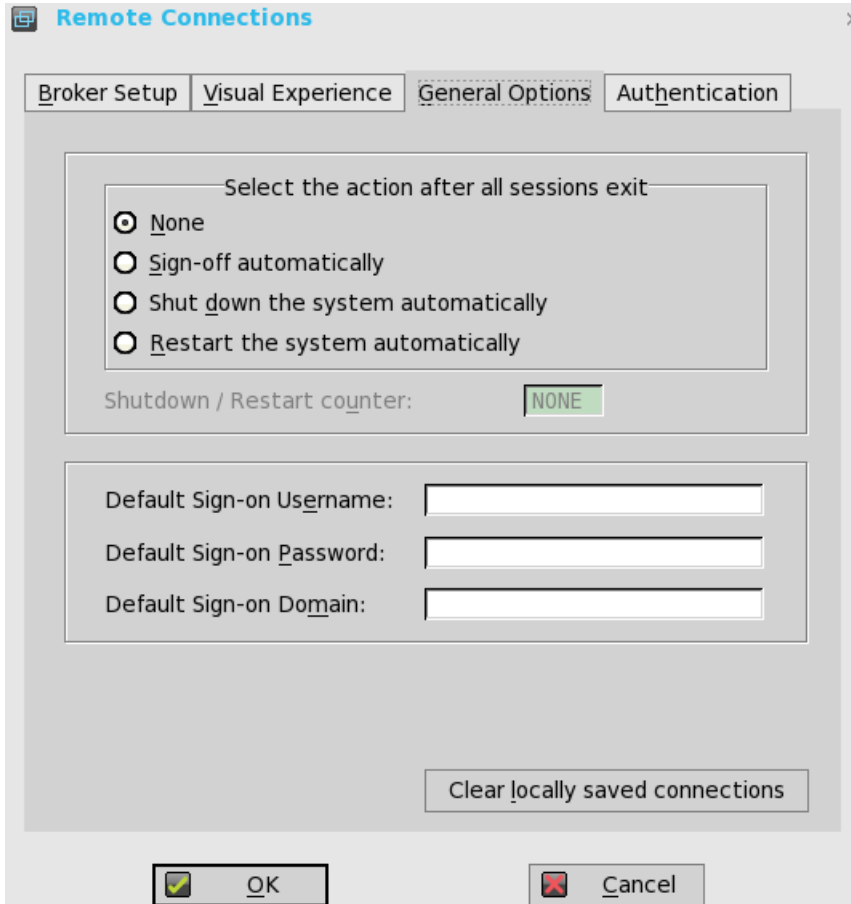 Remote Connections
Broker Setup
Visual Experience
General Options
Authentication
Select the action after all sessions exit
None
Sign-off automatically
Shut down the system automatically
Restart the system automatically
Shutdown / Restart counter: NONE
Default Sign-on Username:
Default Sign-on Password:
Default Sign-on Domain:
Clear locally saved connections
OK
Cancel